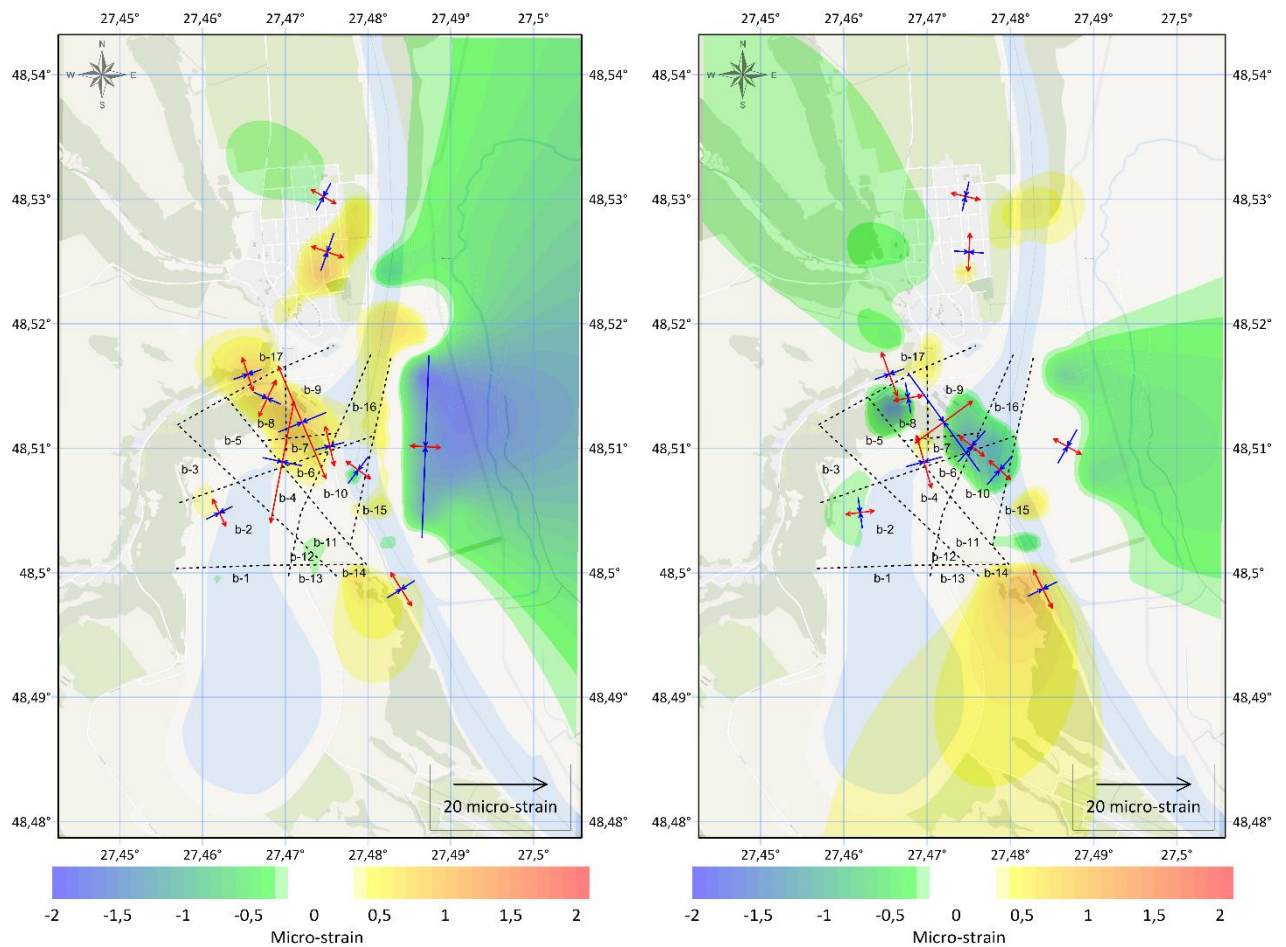 27,45° 27,46° 27,47° 27,48° 27,49° 27,5°
27,45° 27,46° 27,47° 27,48° 27,49° 27,5°
N
W E
S
N
W E
S
48,54° 48,54° 48,54° 48,54°
48,53° 48,53° 48,53° 48,53°
48,52° 48,52° 48,52° 48,52°
b-17 b-17
b-9 b-9
b-16 b-16
b-8 b-8
48,51° 48,51° 48,51° 48,51°
b-5 b-7 b-5 b-7
b-3 b-6 b-3 b-6
b-4 b-10 b-4 b-10
b-15 b-15
b-2 b-2
b-11 b-11
b-12 b-12
48,5° 48,5° 48,5° 48,5°
b-1 b-13 b-14 b-1 b-13 b-14
48,49° 48,49° 48,49° 48,49°
20 micro-strain 20 micro-strain
48,48° 48,48° 48,48° 48,48°
27,45° 27,46° 27,47° 27,48° 27,49° 27,5°
27,45° 27,46° 27,47° 27,48° 27,49° 27,5°
-2 -1,5 -1 -0,5 0 0,5 1 1,5 2
Micro-strain
-2 -1,5 -1 -0,5 0 0,5 1 1,5 2
Micro-strain